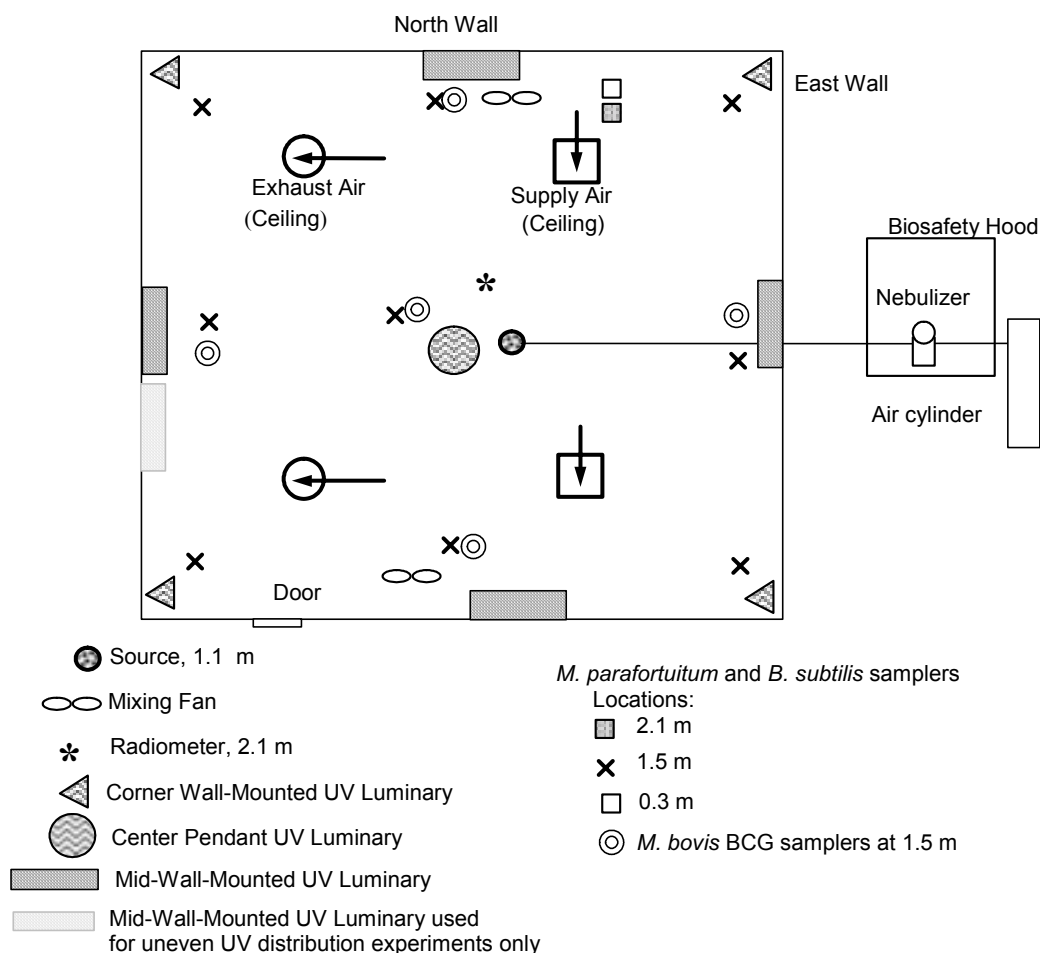 North Wall
East Wall
Exhaust Air
(Ceiling)
Supply Air
(Ceiling)
Biosafety Hood
Nebulizer
Air cylinder
Door
Source, 1.1 m
Mixing Fan
Radiometer, 2.1 m
Corner Wall-Mounted UV Luminary
Center Pendant UV Luminary
Mid-Wall-Mounted UV Luminary
Mid-Wall-Mounted UV Luminary used
for uneven UV distribution experiments only
M. parafortuitum and B. subtilis samplers
Locations:
2.1 m
1.5 m
0.3 m
M. bovis BCG samplers at 1.5 m